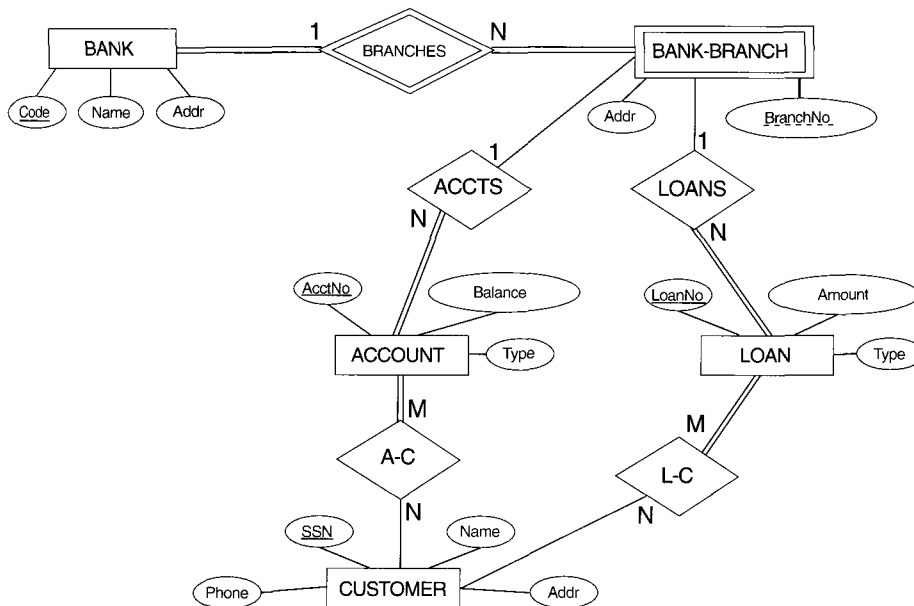 1
N
BANK
BRANCHES
BANK-BRANCH
Code
Name
Addr
Addr
BranchNo
1
1
ACCTS
LOANS
N
N
AcctNo
Balance
LoanNo
Amount
ACCOUNT
Type
LOAN
Type
M
M
A-C
L-C
N
N
SSN
Name
Phone
CUSTOMER
Addr